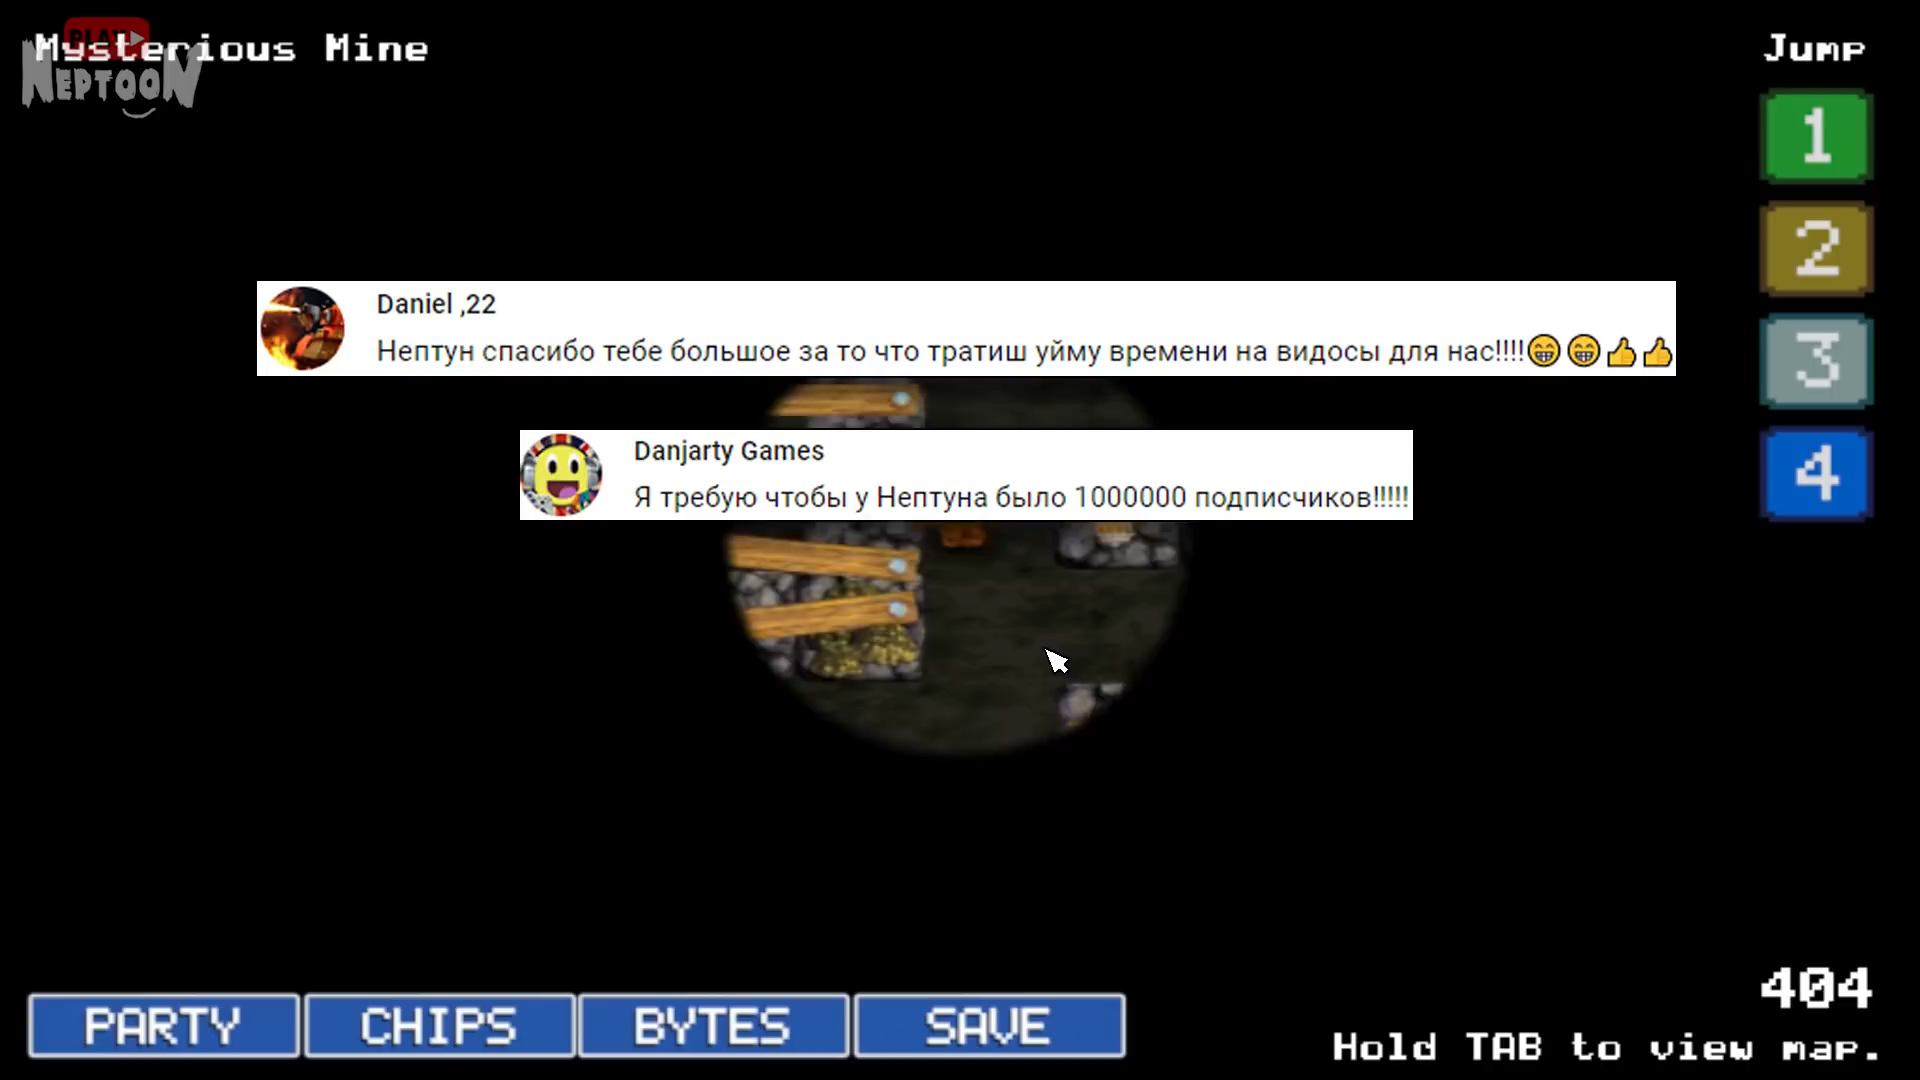 PLAY
NEPTOON
Mysterious Mine
Jump
1
2
3
4
Daniel ,22
Нептун спасибо тебе большое за то что тратиш уйму времени на видосы для нас!!!!😁😁👍👍
Danjarty Games
Я требую чтобы у Нептуна было 1000000 подписчиков!!!!!
404
PARTY
CHIPS
BYTES
SAVE
Hold TAB to view map.